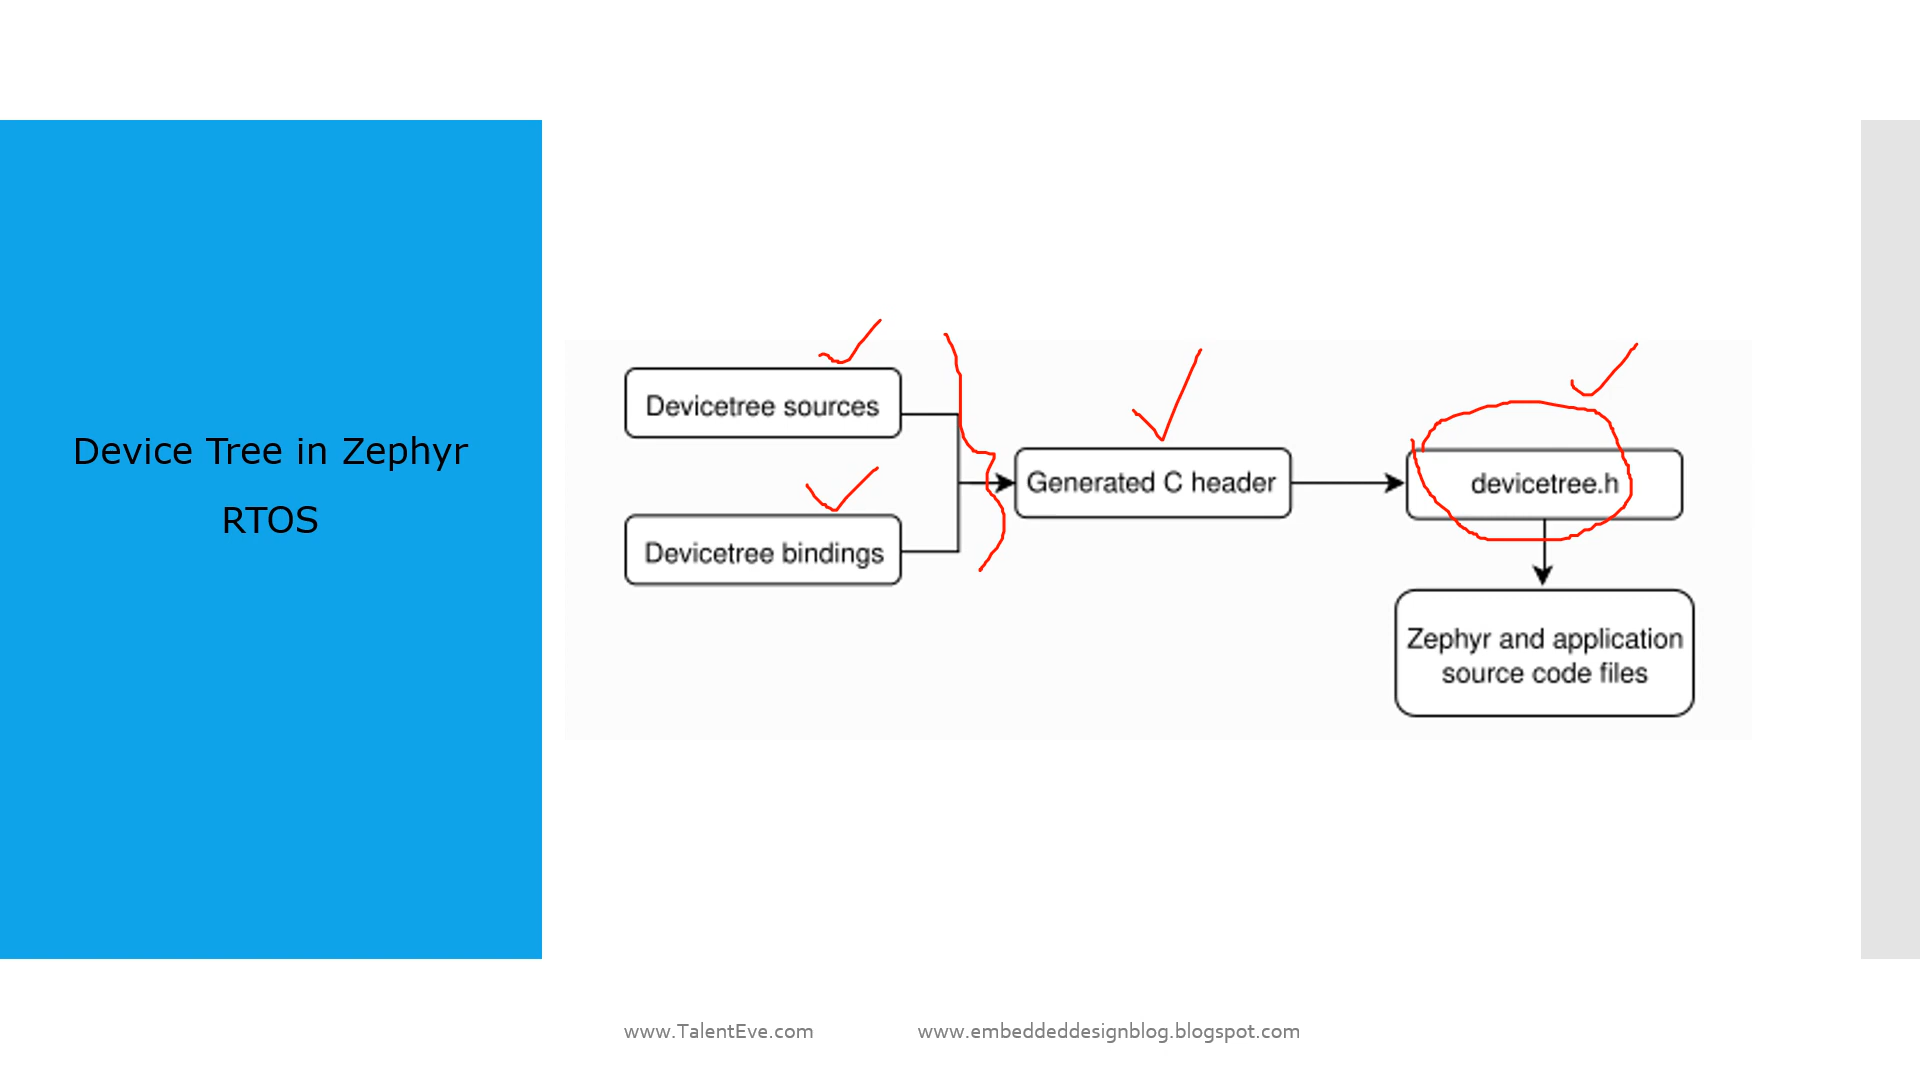 Device Tree in Zephyr
RTOS
Devicetree sources
Devicetree bindings
Generated C header
devicetree.h
Zephyr and application
source code files
www.TalentEve.com
www.embeddeddesignblog.blogspot.com